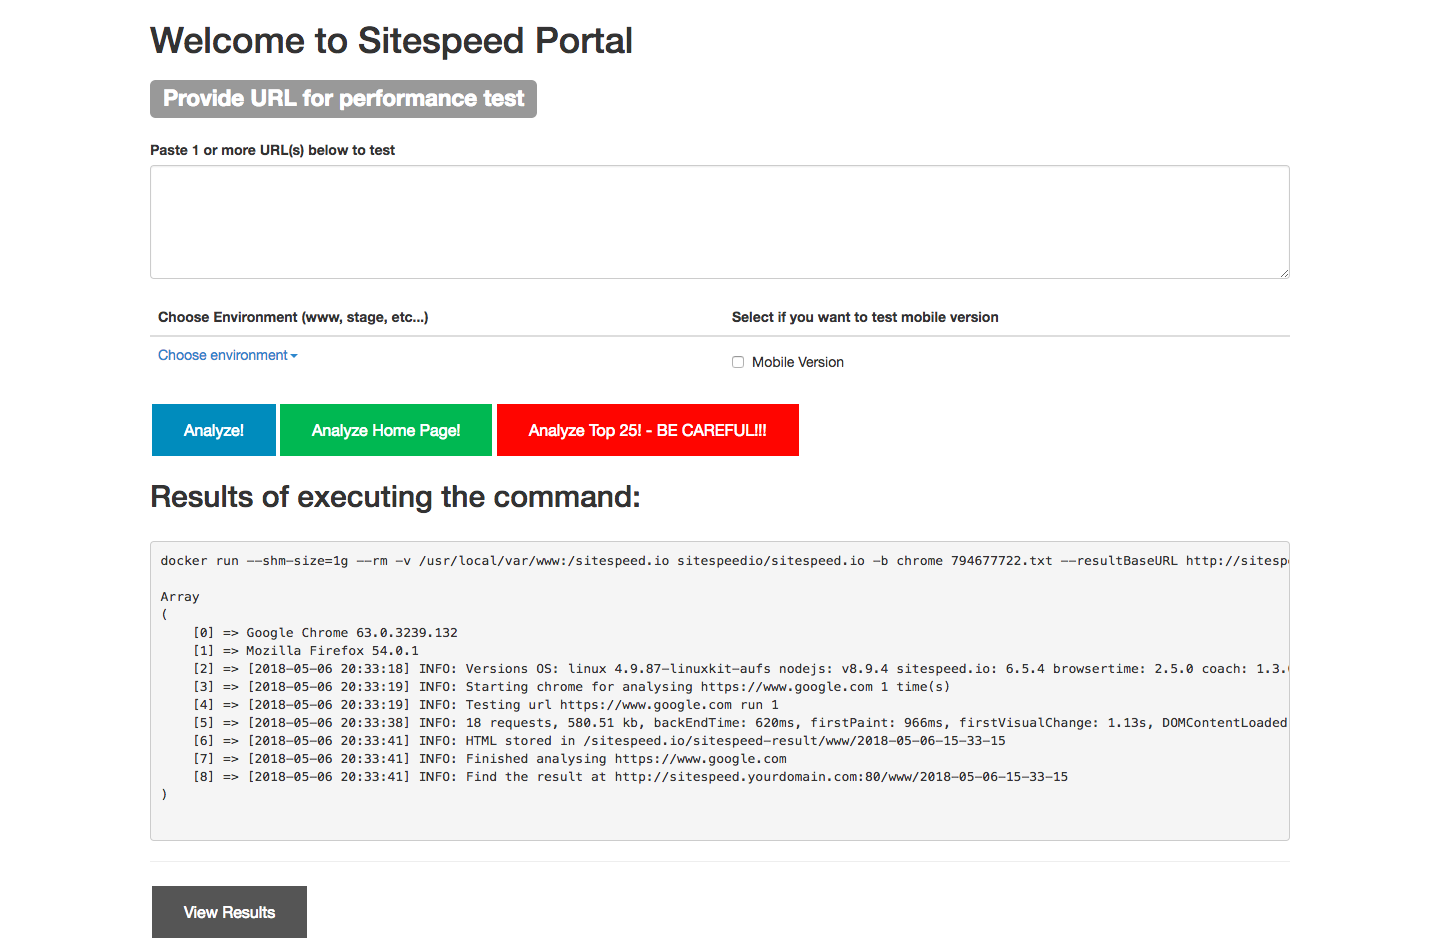 Welcome to Sitespeed Portal
Provide URL for performance test
Paste 1 or more URL(s) below to test
Choose Environment (www, stage, etc...)
Select if you want to test mobile version
Choose environment
Mobile Version
Analyze!
Analyze Home Page!
Analyze Top 25! - BE CAREFUL!!!
Results of executing the command:
docker run --shm-size=1g --rm -v /usr/local/var/www:/sitespeed.io sitespeedio/sitespeed.io -b chrome 794677722.txt --resultBaseURL http://sitesp
Array
(
[0] => Google Chrome 63.0.3239.132
[1] => Mozilla Firefox 54.0.1
[2] => [2018-05-06 20:33:18] INFO: Versions OS: linux 4.9.87-linuxkit-aufs nodejs: v8.9.4 sitespeed.io: 6.5.4 browsertime: 2.5.0 coach: 1.3.
[3] => [2018-05-06 20:33:19] INFO: Starting chrome for analysing https://www.google.com 1 time(s)
[4] => [2018-05-06 20:33:19] INFO: Testing url https://www.google.com run 1
[5] => [2018-05-06 20:33:38] INFO: 18 requests, 580.51 kb, backEndTime: 620ms, firstPaint: 966ms, firstVisualChange: 1.13s, DOMContentLoaded
[6] => [2018-05-06 20:33:41] INFO: HTML stored in /sitespeed.io/sitespeed-result/www/2018-05-06-15-33-15
[7] => [2018-05-06 20:33:41] INFO: Finished analysing https://www.google.com
[8] => [2018-05-06 20:33:41] INFO: Find the result at http://sitespeed.yourdomain.com:80/www/2018-05-06-15-33-15
)
View Results